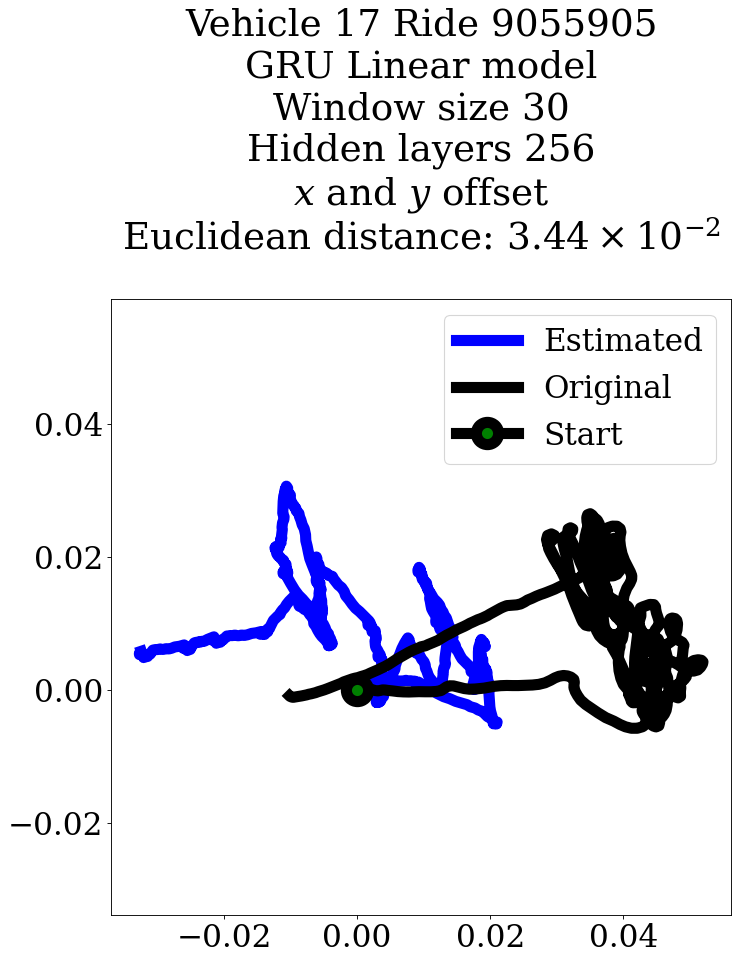 Vehicle 17 Ride 9055905
GRU Linear model
Window size 30
Hidden layers 256
x and y offset
Euclidean distance: 3.44 × 10⁻²
Estimated
Original
Start
0.04
0.02
0.00
−0.02
−0.02 0.00 0.02 0.04